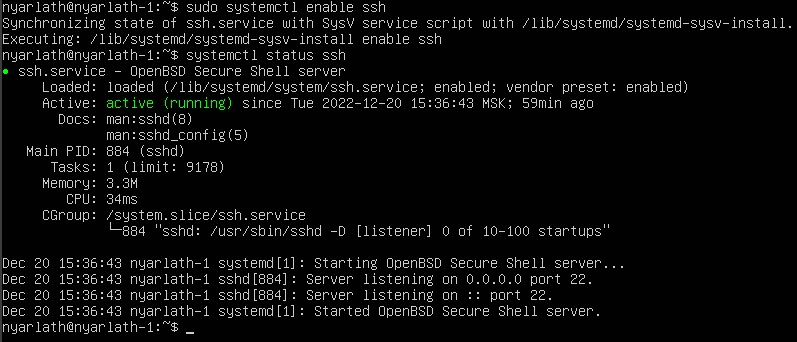 nyarlath@nyarlath-1:~$ sudo systemctl enable ssh
Synchronizing state of ssh.service with SysV service script with /lib/systemd/systemd-sysv-install.
Executing: /lib/systemd/systemd-sysv-install enable ssh
nyarlath@nyarlath-1:~$ systemctl status ssh
● ssh.service - OpenBSD Secure Shell server
     Loaded: loaded (/lib/systemd/system/ssh.service; enabled; vendor preset: enabled)
     Active: active (running) since Tue 2022-12-20 15:36:43 MSK; 59min ago
       Docs: man:sshd(8)
             man:sshd_config(5)
   Main PID: 884 (sshd)
      Tasks: 1 (limit: 9178)
     Memory: 3.3M
        CPU: 34ms
     CGroup: /system.slice/ssh.service
             └─884 "sshd: /usr/sbin/sshd -D [listener] 0 of 10-100 startups"

Dec 20 15:36:43 nyarlath-1 systemd[1]: Starting OpenBSD Secure Shell server...
Dec 20 15:36:43 nyarlath-1 sshd[884]: Server listening on 0.0.0.0 port 22.
Dec 20 15:36:43 nyarlath-1 sshd[884]: Server listening on :: port 22.
Dec 20 15:36:43 nyarlath-1 systemd[1]: Started OpenBSD Secure Shell server.
nyarlath@nyarlath-1:~$ _